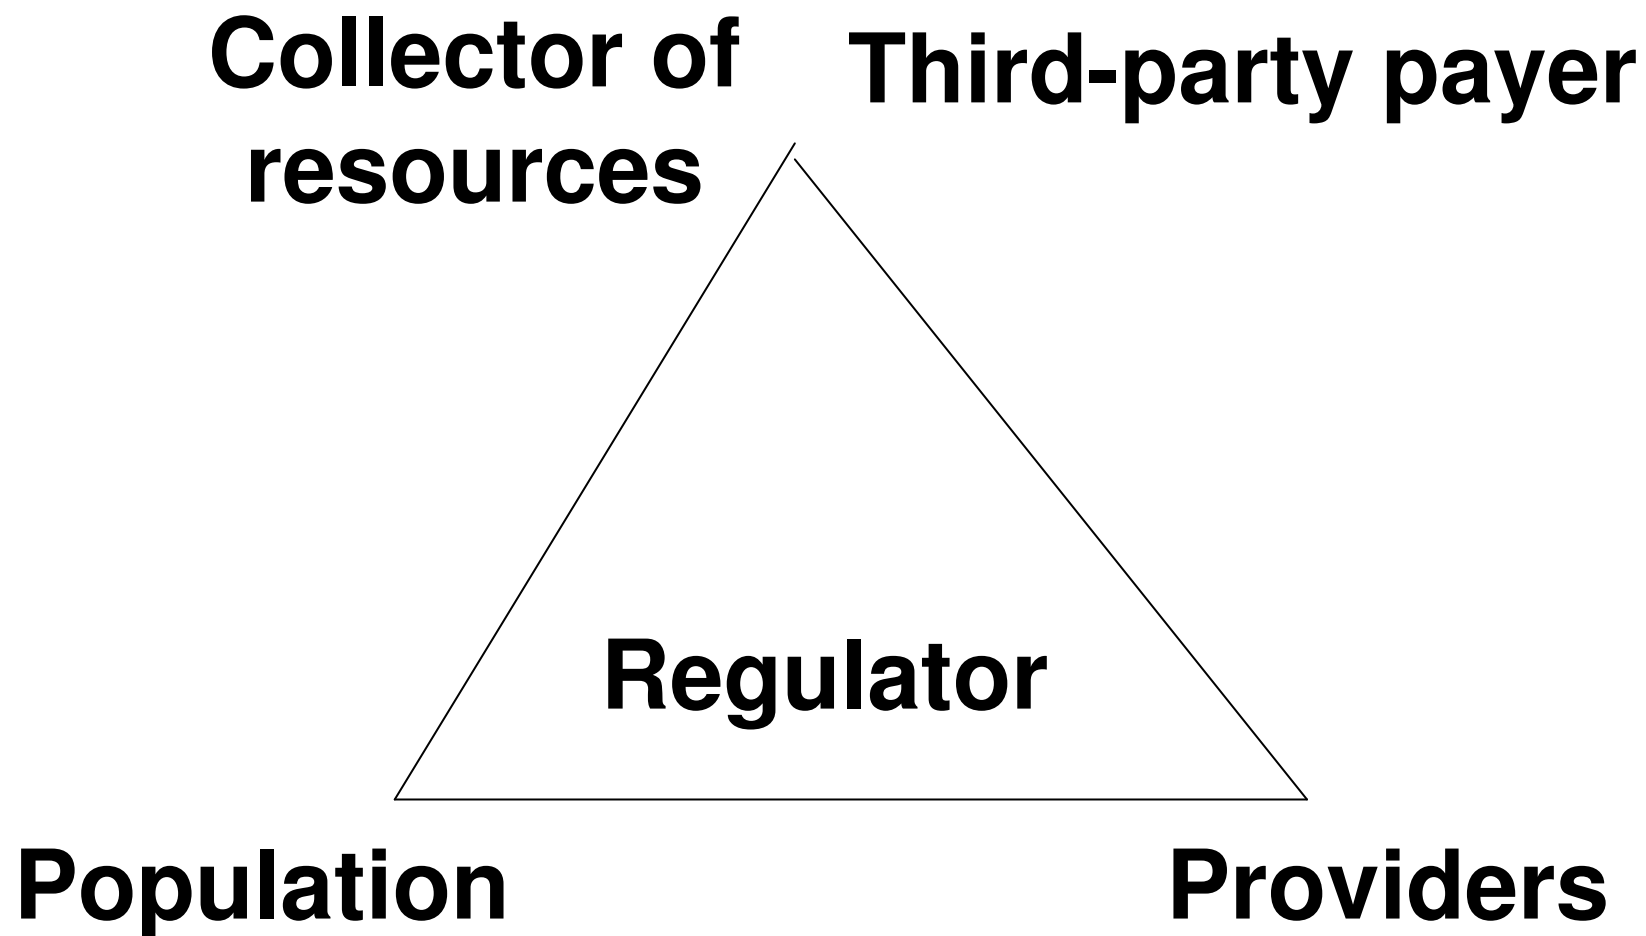 Collector of
resources
Third-party payer
Regulator
Population
Providers